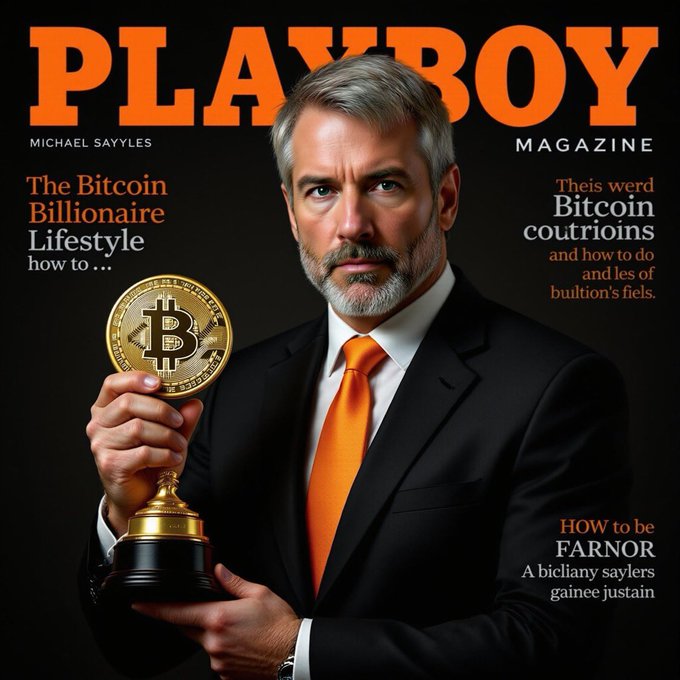 PLAYBOY
MICHAEL SAYYLES
MAGAZINE
The Bitcoin
Billionaire
Lifestyle
how to ...
Theis werd
Bitcoin
coutrioins
and how to do
and les of
bultion's fiels.
B
HOW to be
FARNOR
A bicliany saylers
gainee justain